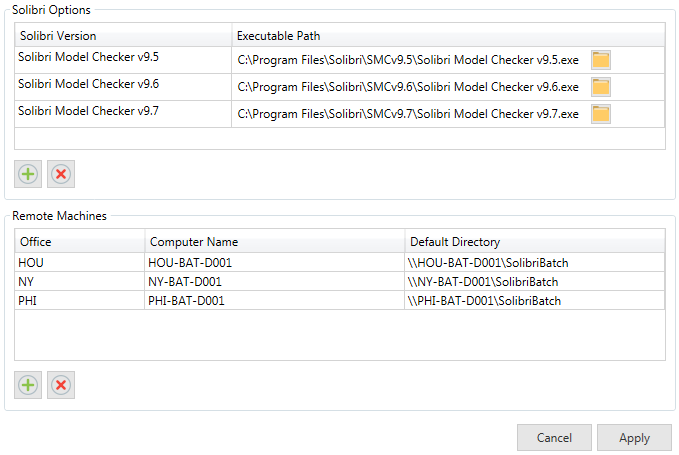 Solibri Options
Solibri Version Executable Path
Solibri Model Checker v9.5 C:\Program Files\Solibri\SMCv9.5\Solibri Model Checker v9.5.exe
Solibri Model Checker v9.6 C:\Program Files\Solibri\SMCv9.6\Solibri Model Checker v9.6.exe
Solibri Model Checker v9.7 C:\Program Files\Solibri\SMCv9.7\Solibri Model Checker v9.7.exe
Remote Machines
Office Computer Name Default Directory
HOU HOU-BAT-D001 \\HOU-BAT-D001\SolibriBatch
NY NY-BAT-D001 \\NY-BAT-D001\SolibriBatch
PHI PHI-BAT-D001 \\PHI-BAT-D001\SolibriBatch
Cancel Apply